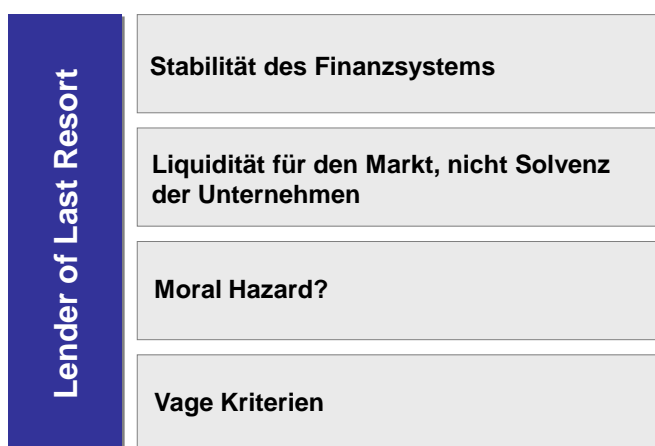 Lender of Last Resort
Stabilität des Finanzsystems
Liquidität für den Markt, nicht Solvenz
der Unternehmen
Moral Hazard?
Vage Kriterien